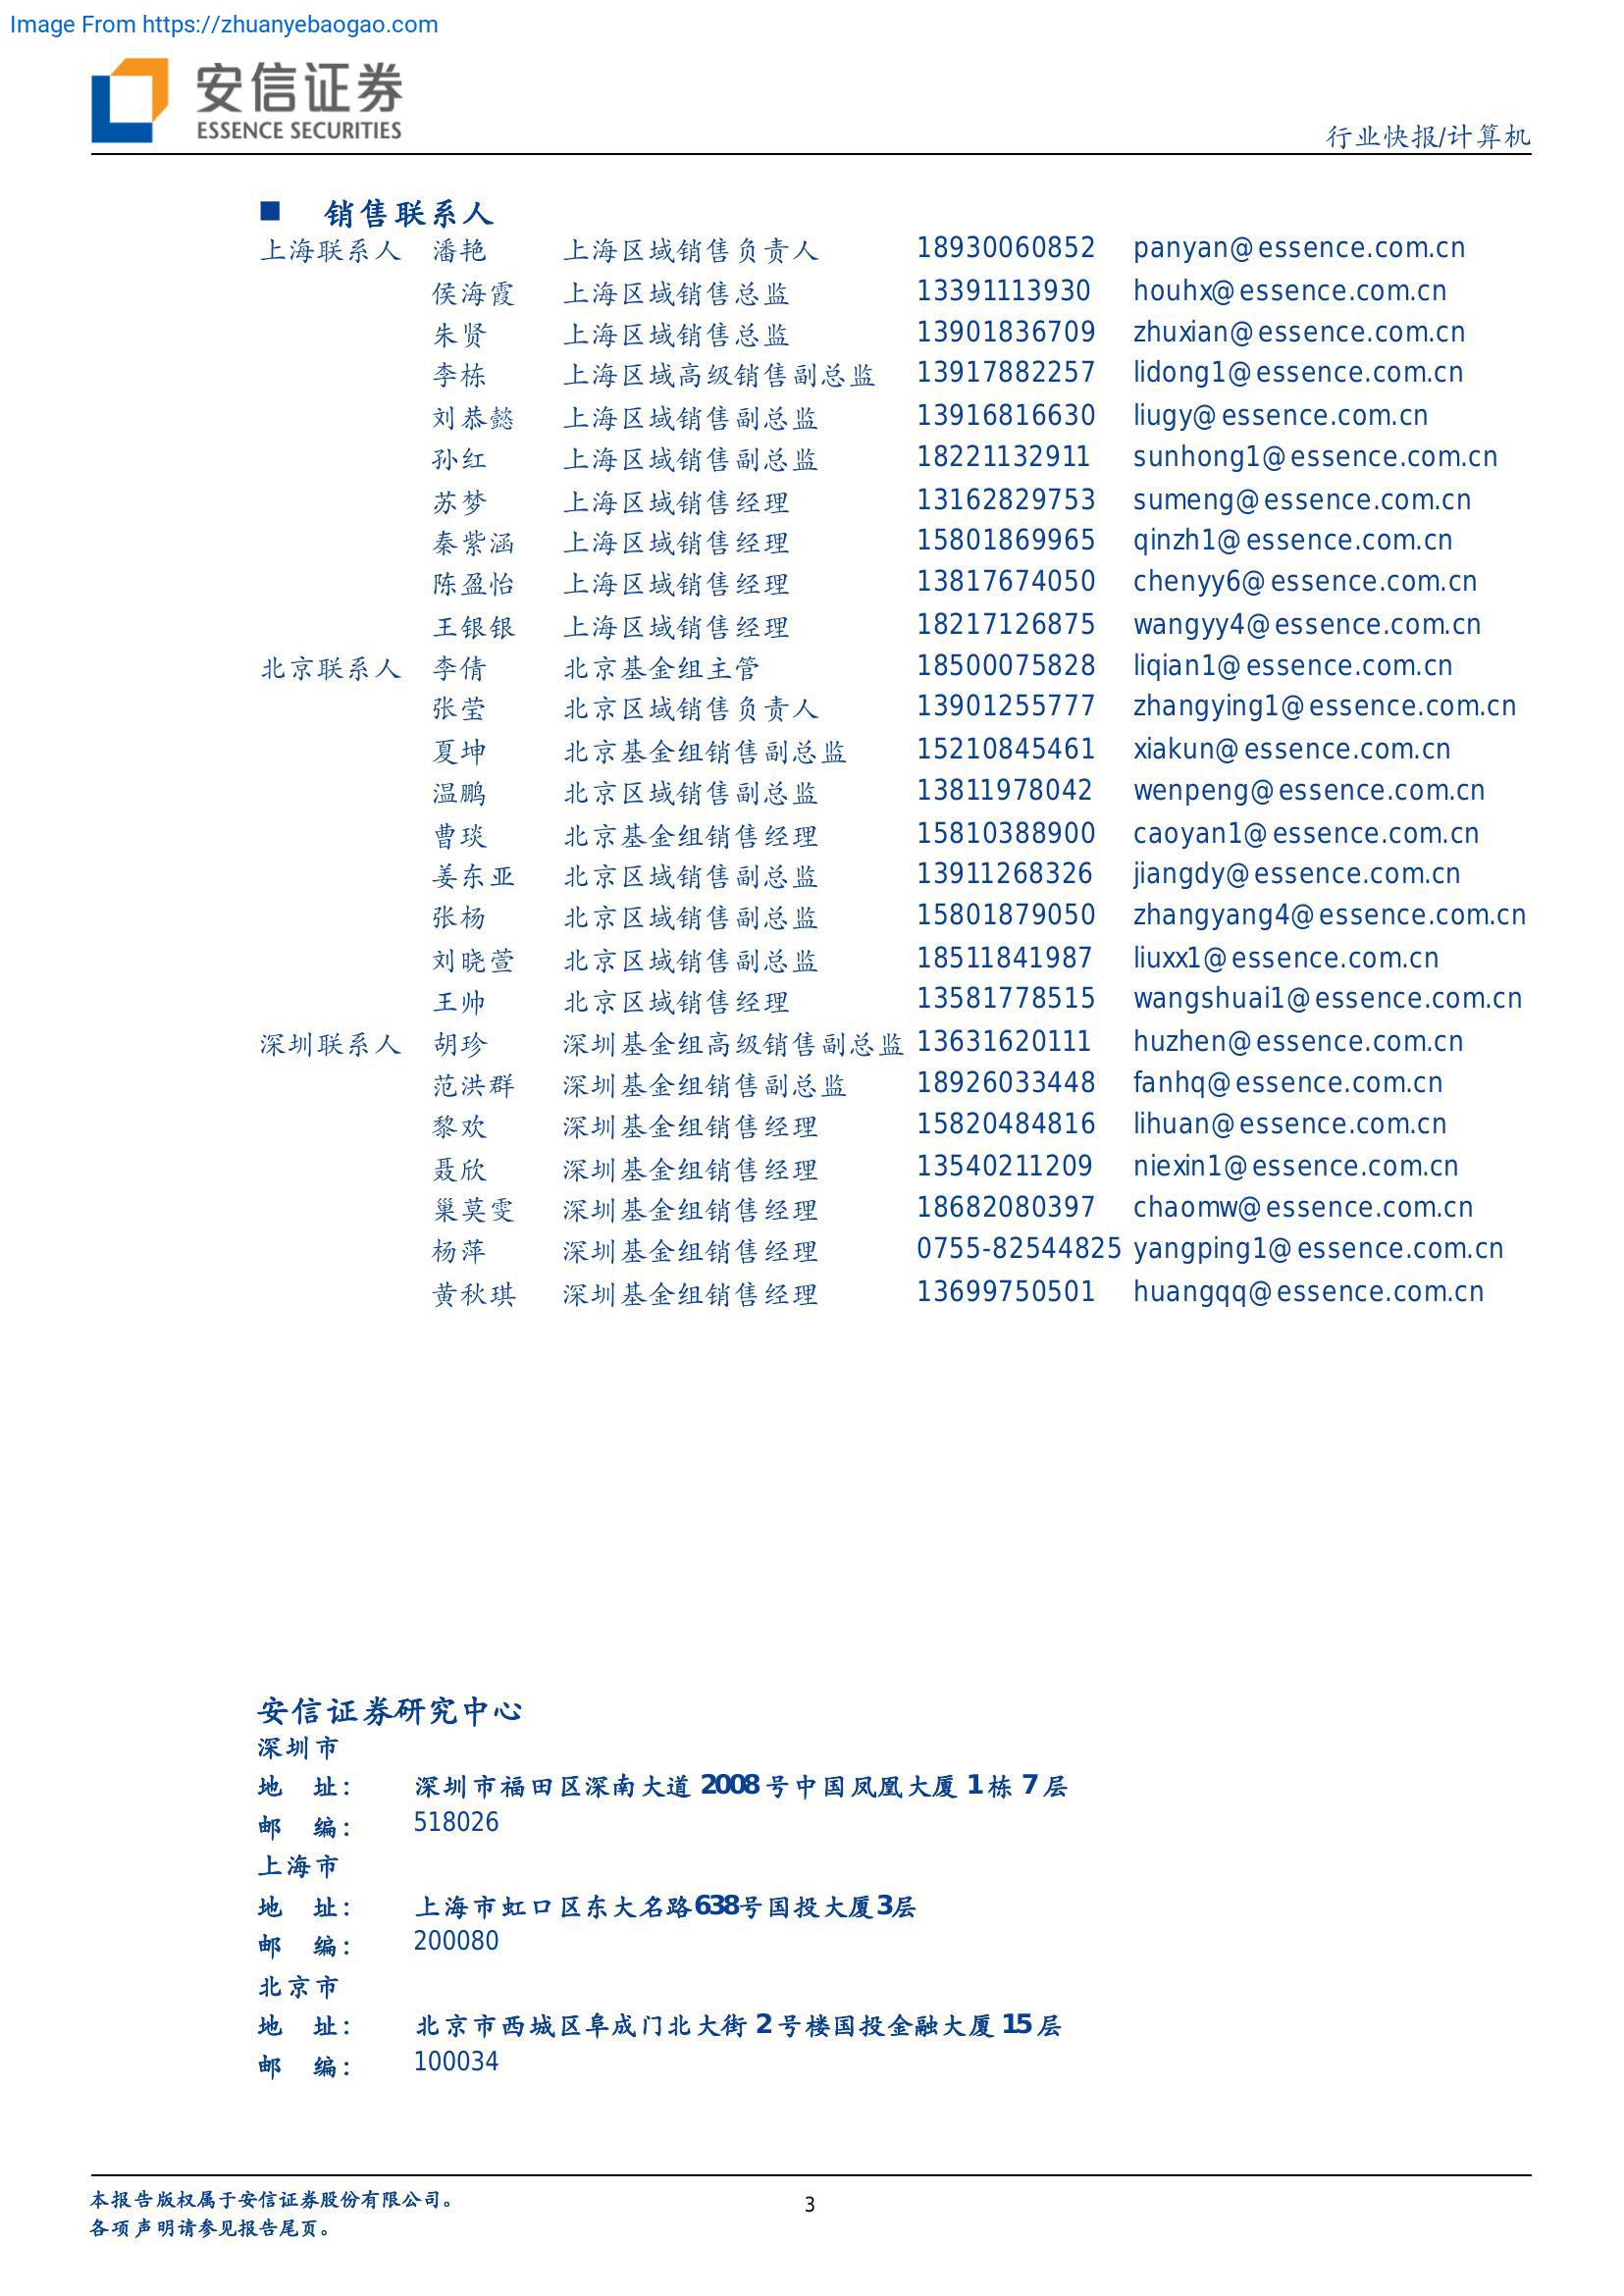 Image From https://zhuanyebaogao.com
安信证券
ESSENCE SECURITIES
行业快报/计算机
■ 销售联系人
上海联系人 潘艳 上海区域销售负责人 18930060852 panyan@essence.com.cn
侯海霞 上海区域销售总监 13391113930 houhx@essence.com.cn
朱贤 上海区域销售总监 13901836709 zhuxian@essence.com.cn
李栋 上海区域高级销售副总监 13917882257 lidong1@essence.com.cn
刘恭懿 上海区域销售副总监 13916816630 liugy@essence.com.cn
孙红 上海区域销售副总监 18221132911 sunhong1@essence.com.cn
苏梦 上海区域销售经理 13162829753 sumeng@essence.com.cn
秦紫涵 上海区域销售经理 15801869965 qinzh1@essence.com.cn
陈盈怡 上海区域销售经理 13817674050 chenyy6@essence.com.cn
王银银 上海区域销售经理 18217126875 wangyy4@essence.com.cn
北京联系人 李倩 北京基金组主管 18500075828 liqian1@essence.com.cn
张莹 北京区域销售负责人 13901255777 zhangying1@essence.com.cn
夏坤 北京基金组销售副总监 15210845461 xiakun@essence.com.cn
温鹏 北京区域销售副总监 13811978042 wenpeng@essence.com.cn
曹琰 北京基金组销售经理 15810388900 caoyan1@essence.com.cn
姜东亚 北京区域销售副总监 13911268326 jiangdy@essence.com.cn
张杨 北京区域销售副总监 15801879050 zhangyang4@essence.com.cn
刘晓萱 北京区域销售副总监 18511841987 liuxx1@essence.com.cn
王帅 北京区域销售经理 13581778515 wangshuai1@essence.com.cn
深圳联系人 胡珍 深圳基金组高级销售副总监 13631620111 huzhen@essence.com.cn
范洪群 深圳基金组销售副总监 18926033448 fanhq@essence.com.cn
黎欢 深圳基金组销售经理 15820484816 lihuan@essence.com.cn
聂欣 深圳基金组销售经理 13540211209 niexin1@essence.com.cn
巢莫雯 深圳基金组销售经理 18682080397 chaomw@essence.com.cn
杨萍 深圳基金组销售经理 0755-82544825 yangping1@essence.com.cn
黄秋琪 深圳基金组销售经理 13699750501 huangqq@essence.com.cn
安信证券研究中心
深圳市
地 址： 深圳市福田区深南大道 2008 号中国凤凰大厦 1 栋 7 层
邮 编： 518026
上海市
地 址： 上海市虹口区东大名路638号国投大厦3层
邮 编： 200080
北京市
地 址： 北京市西城区阜成门北大街 2 号楼国投金融大厦 15 层
邮 编： 100034
本报告版权属于安信证券股份有限公司。
各项声明请参见报告尾页。
3